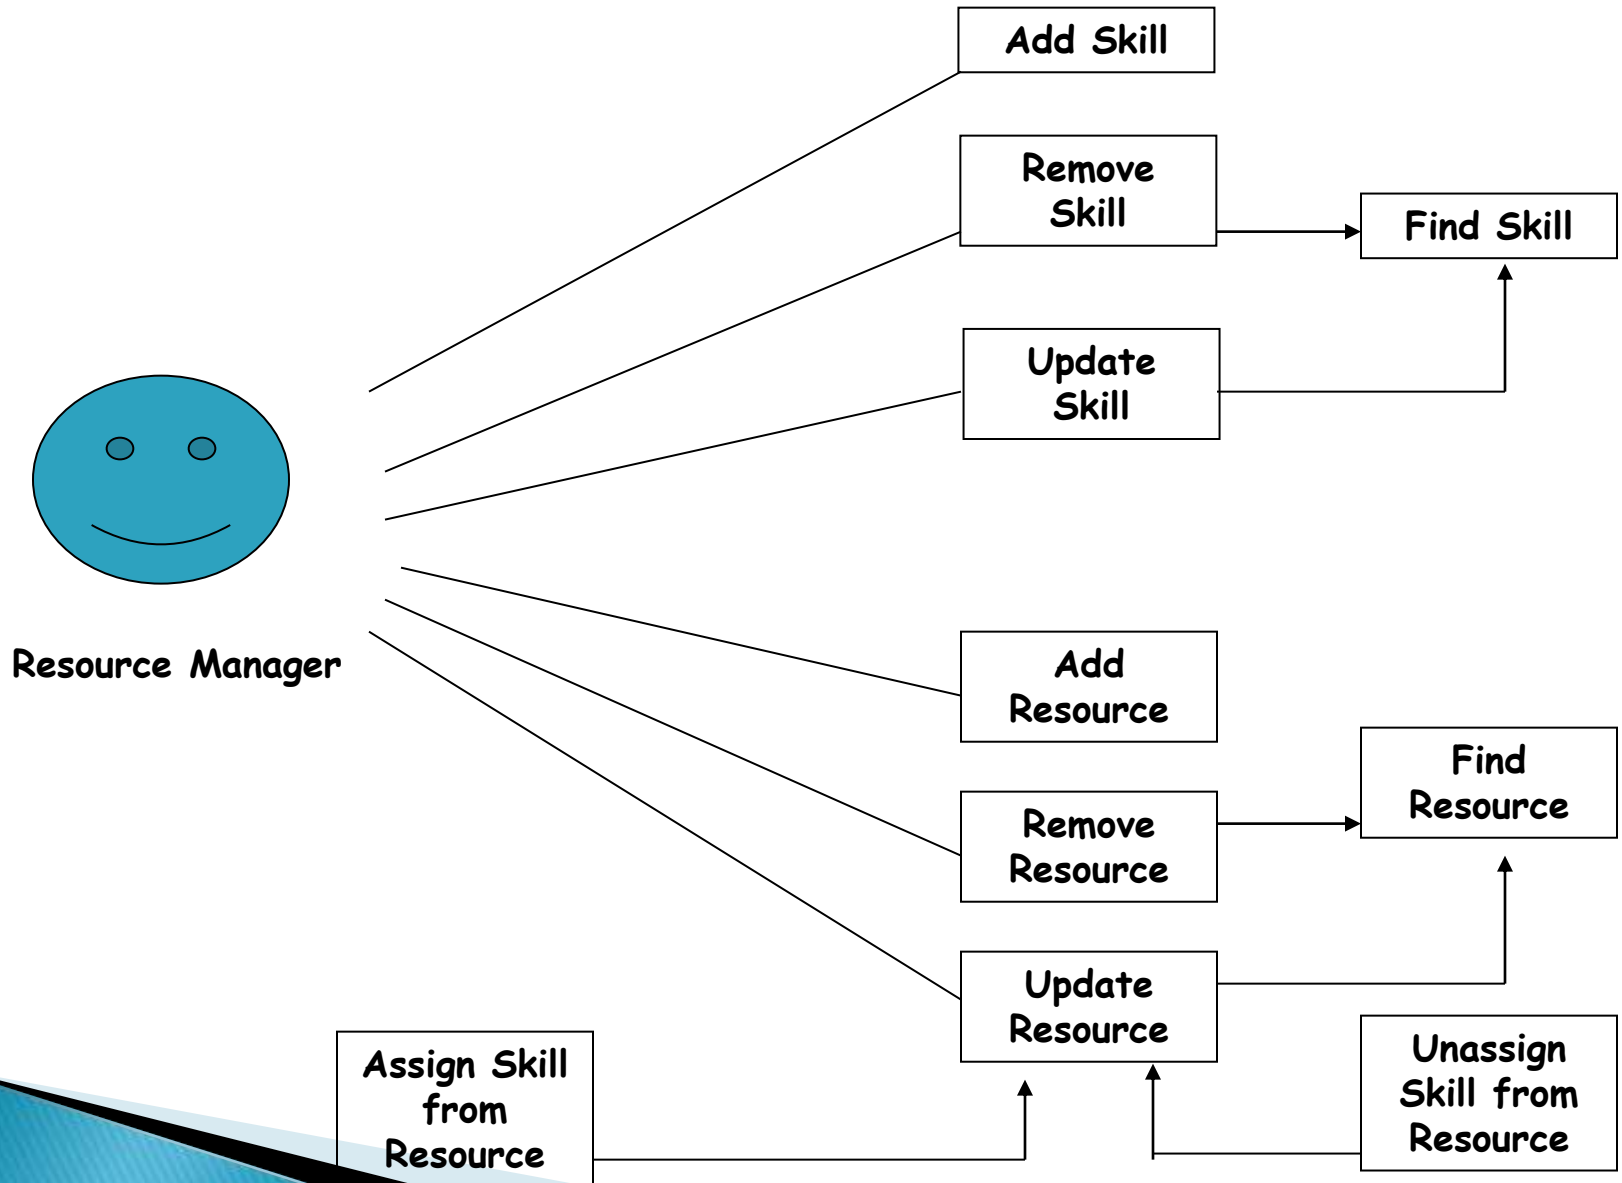 Add Skill
Remove
Skill
Find Skill
Update
Skill
Resource Manager
Add
Resource
Find
Resource
Remove
Resource
Update
Resource
Assign Skill
from
Resource
Unassign
Skill from
Resource